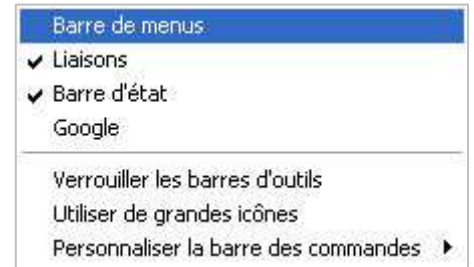 Barre de menus
Liaisons
Barre d'état
Google
Verrouiller les barres d'outils
Utiliser de grandes icônes
Personnaliser la barre des commandes